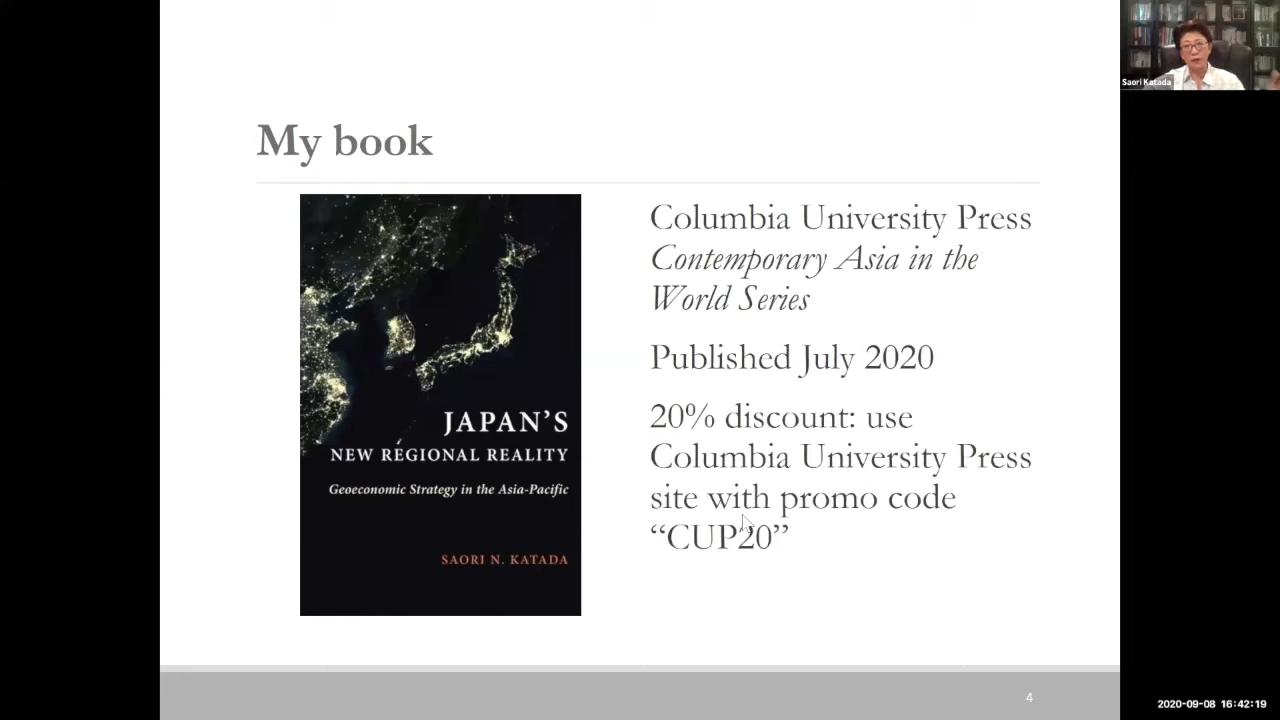 Saori Katada
My book
JAPAN'S
NEW REGIONAL REALITY
Geoeconomic Strategy in the Asia-Pacific
SAORI N. KATADA
Columbia University Press
Contemporary Asia in the
World Series
Published July 2020
20% discount: use
Columbia University Press
site with promo code
“CUP20”
4
2020-09-08 16:42:19